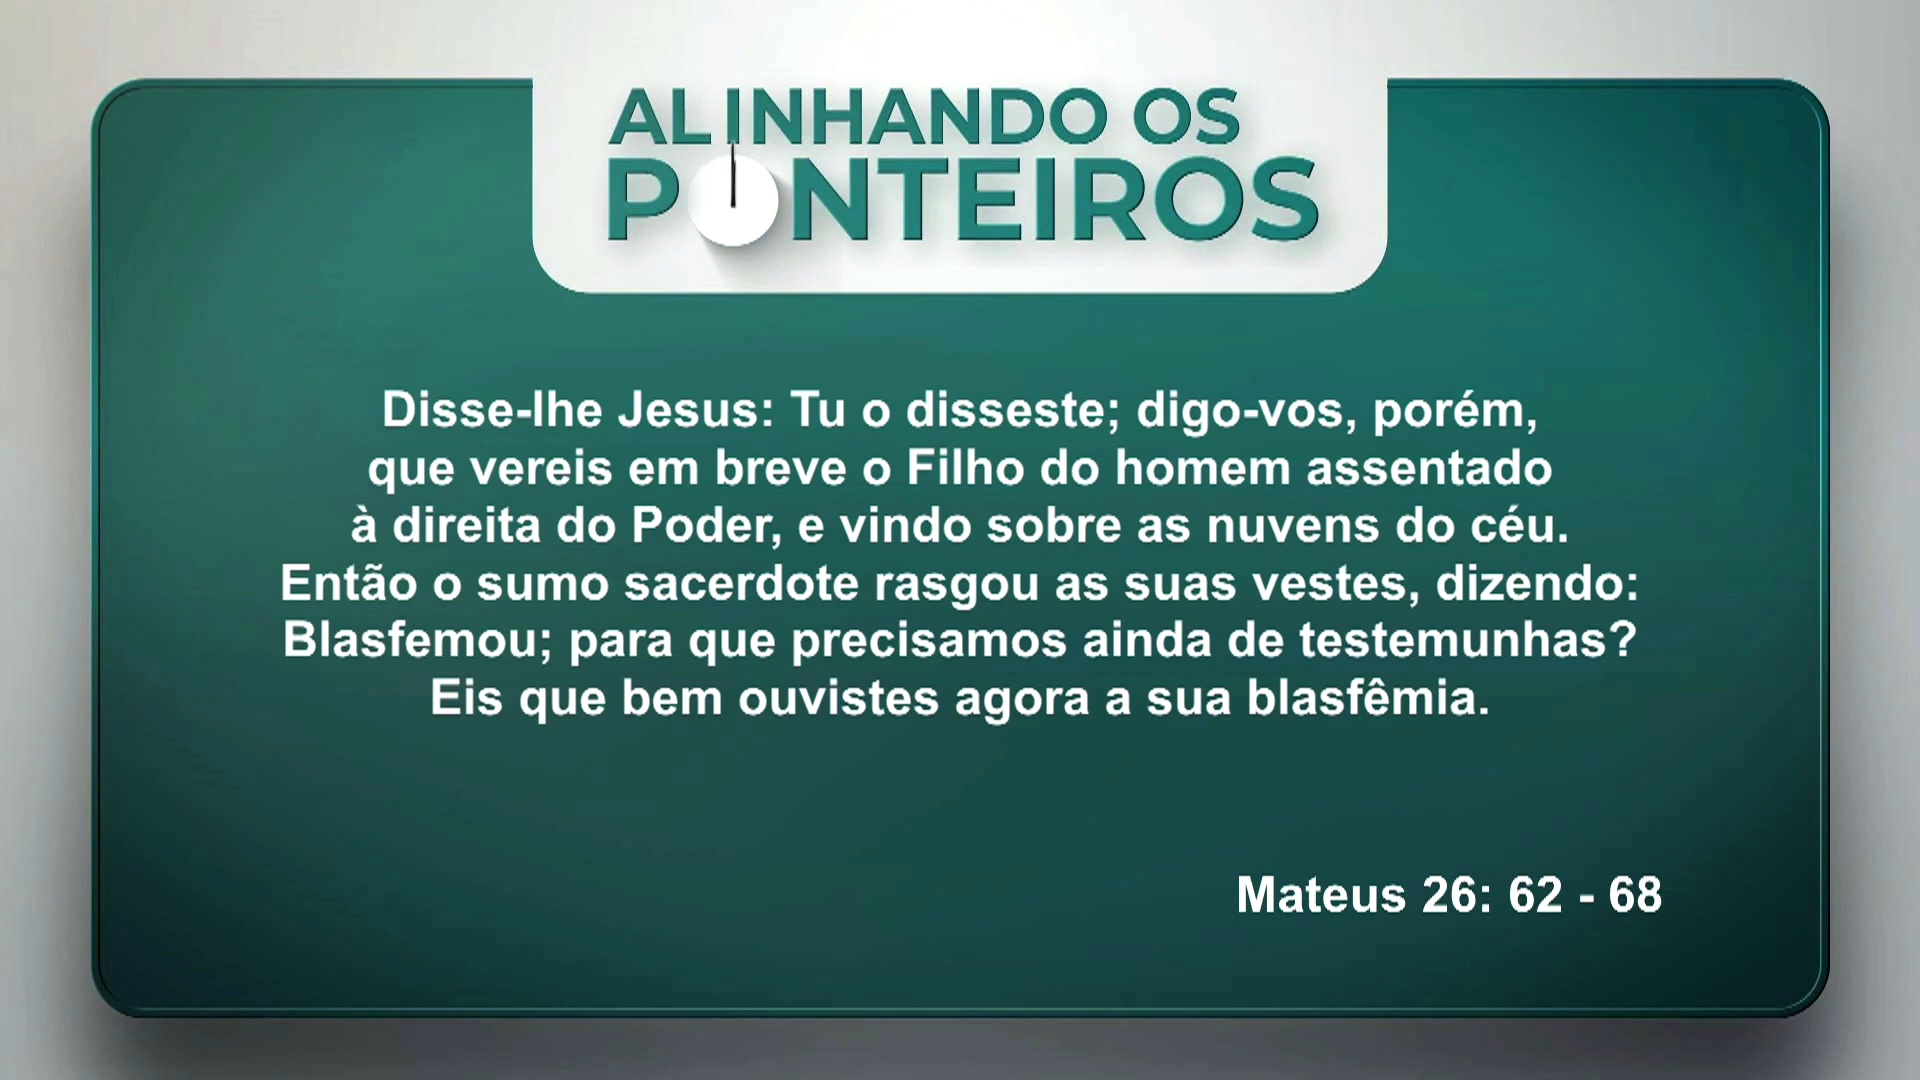 ALINHANDO OS
PONTEIROS
Disse-lhe Jesus: Tu o disseste; digo-vos, porém,
que vereis em breve o Filho do homem assentado
à direita do Poder, e vindo sobre as nuvens do céu.
Então o sumo sacerdote rasgou as suas vestes, dizendo:
Blasfemou; para que precisamos ainda de testemunhas?
Eis que bem ouvistes agora a sua blasfêmia.
Mateus 26: 62 - 68